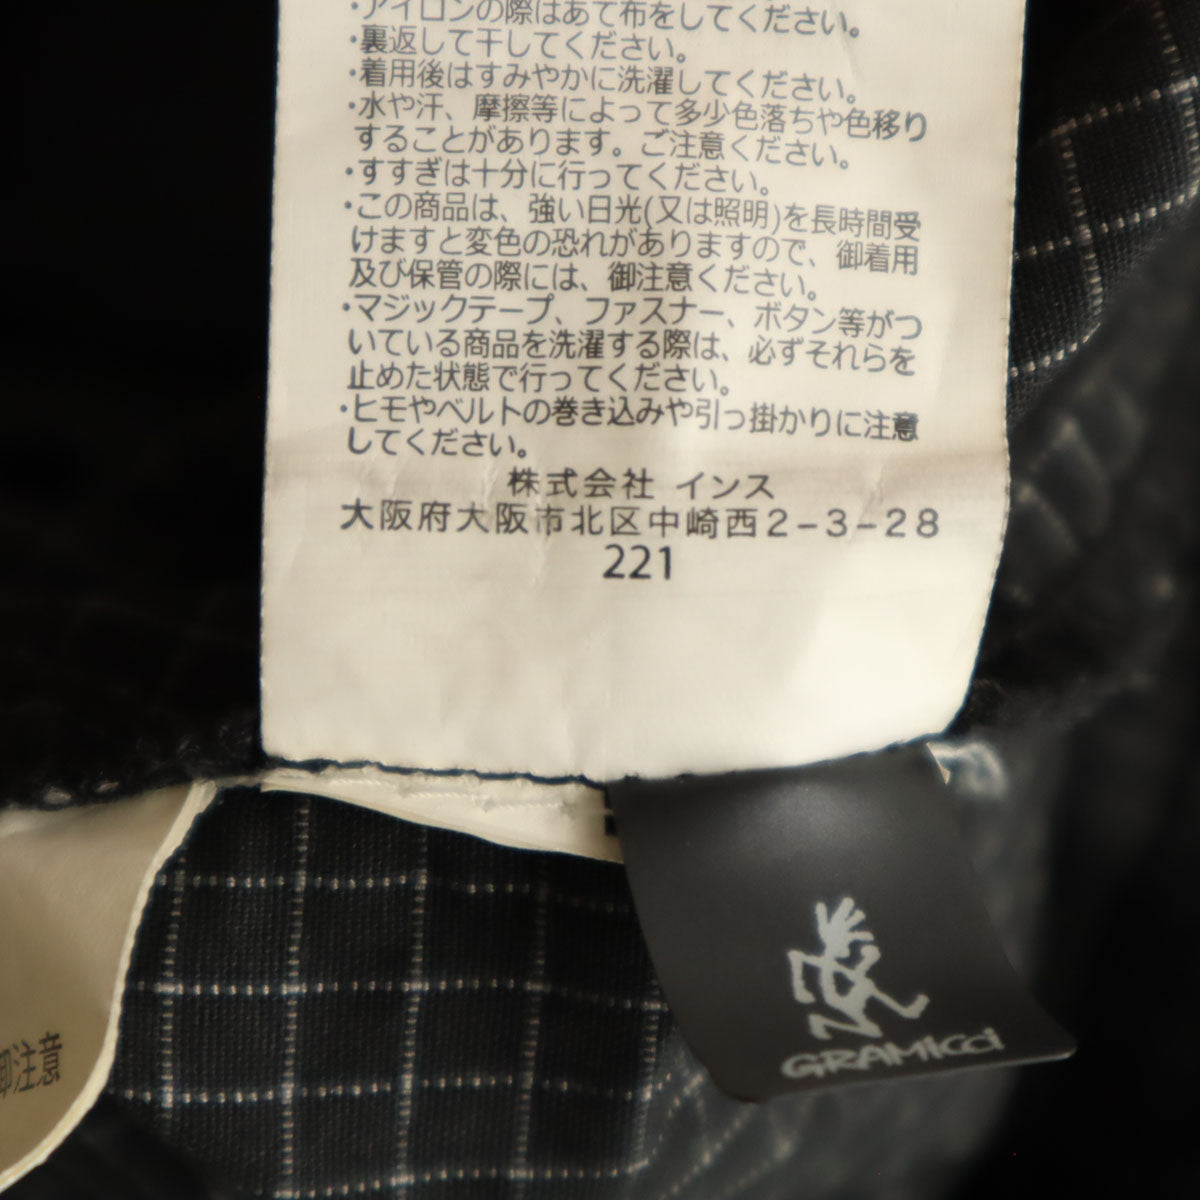 ・アイロンの際はあて布をしてください。
・裏返して干してください。
・着用後はすみやかに洗濯してください。
・水や汗、摩擦等によって多少色落ちや色移り
することがあります。ご注意ください。
・すすぎは十分に行ってください。
・この商品は、強い日光(又は照明)を長時間受
けますと変色の恐れがありますので、御着用
及び保管の際には、御注意ください。
・マジックテープ、ファスナー、ボタン等がつ
いている商品を洗濯する際は、必ずそれらを
止めた状態で行ってください。
・ヒモやベルトの巻き込みや引っ掛かりに注意
してください。
株式会社 インス
大阪府大阪市北区中崎西2-3-28
221
GRAMICCI
御注意